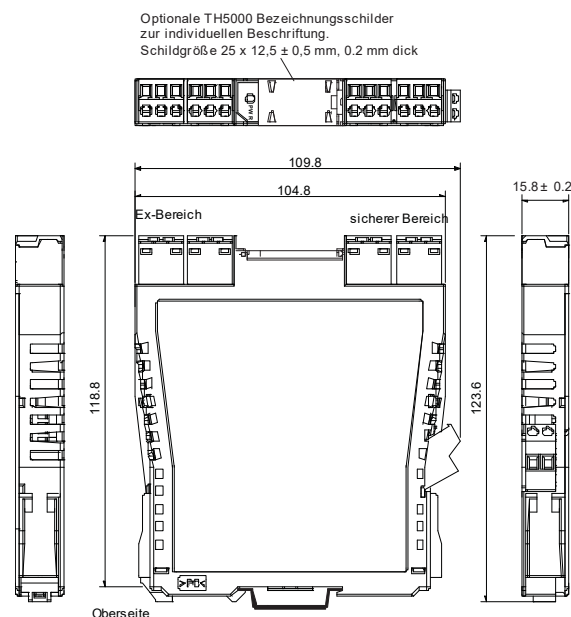 Optionale TH5000 Bezeichnungsschilder
zur individuellen Beschriftung.
Schildgröße 25 x 12,5 ± 0,5 mm, 0.2 mm dick
PWR
109.8
104.8
15.8± 0.2
Ex-Bereich
sicherer Bereich
118.8
123.6
Oberseite